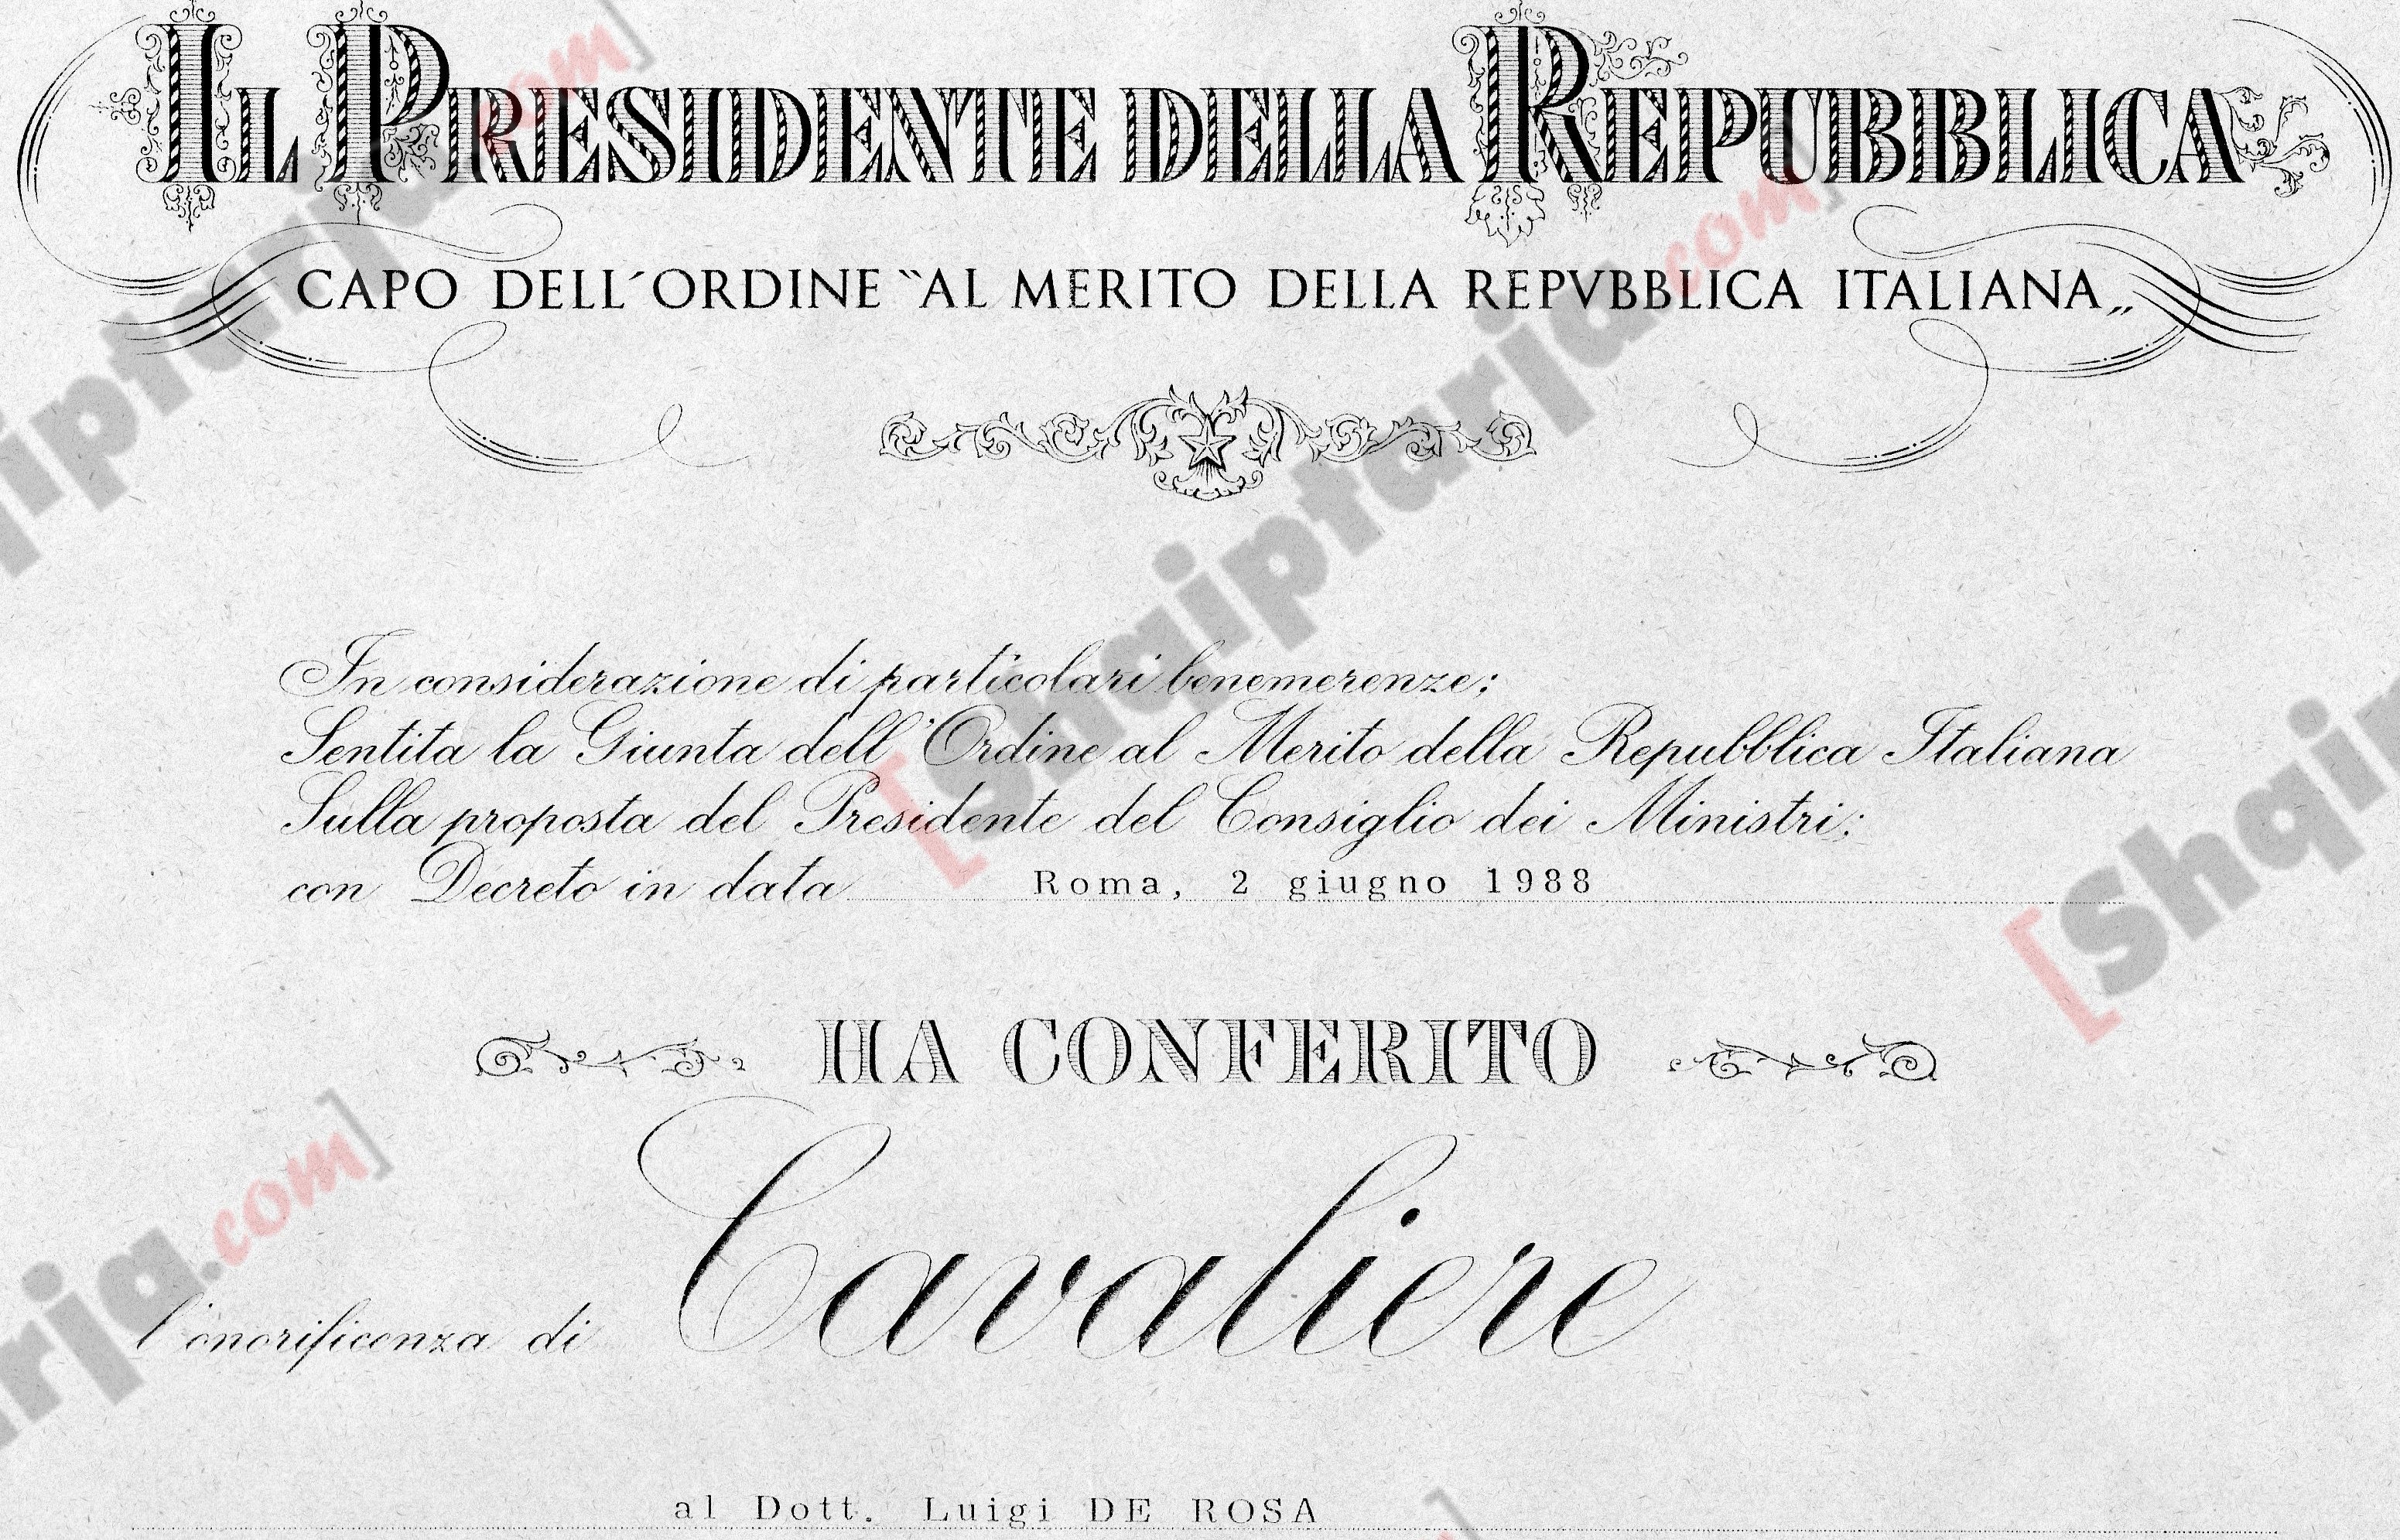 IL PRESIDENTE DELLA REPUBBLICA
CAPO DELL'ORDINE “AL MERITO DELLA REPVBBLICA ITALIANA„
In considerazione di particolari benemerenze;
Sentita la Giunta dell'Ordine al Merito della Repubblica Italiana
Sulla proposta del Presidente del Consiglio dei Ministri;
con Decreto in data Roma, 2 giugno 1988
HA CONFERITO
l'onorificenza di Cavaliere
al Dott. Luigi DE ROSA
[Shqiptarja.com]